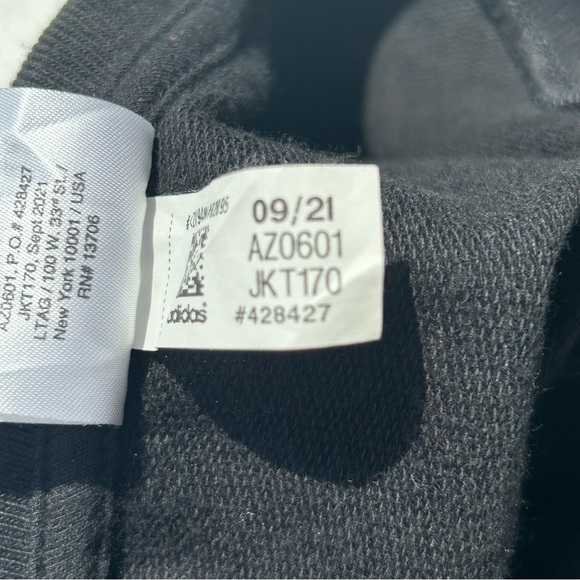 AZ0601, P.O.# 428427
JKT170, Sept.2021
LTAG / 100 W. 33rd St. /
New York 10001 / USA
RN# 13706
09/21
AZ0601
JKT170
#428427
adidas